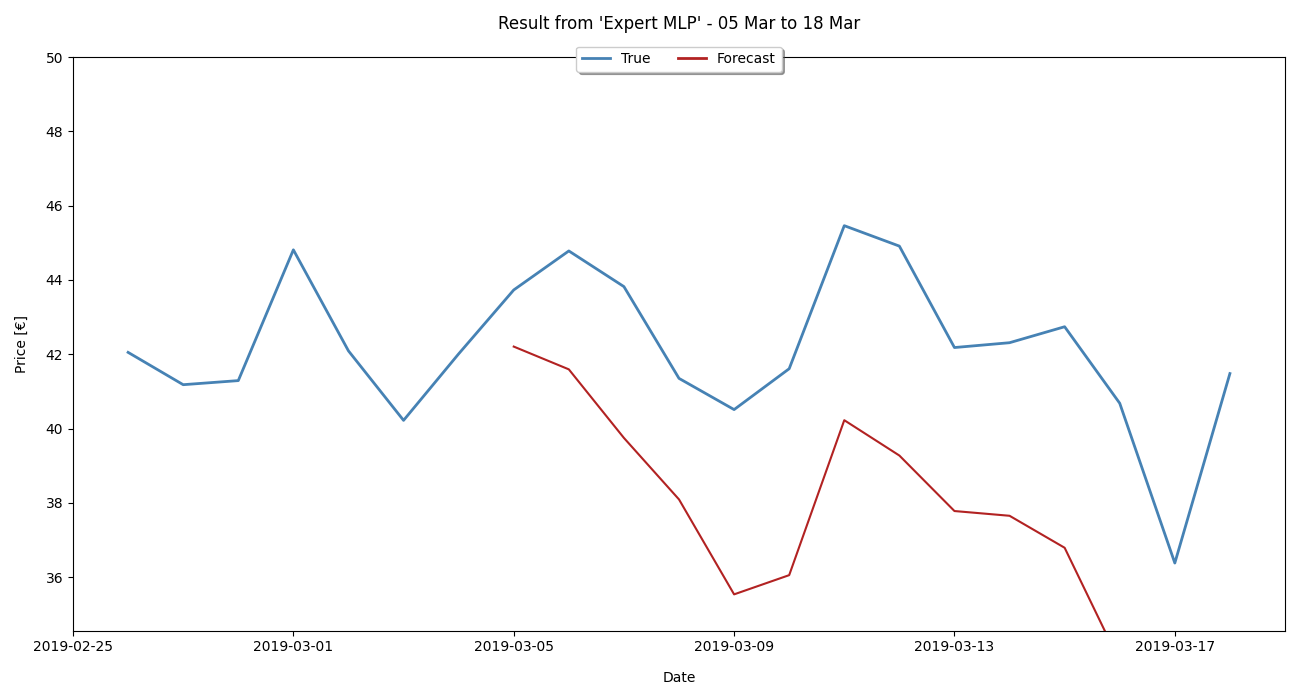 Result from 'Expert MLP' - 05 Mar to 18 Mar
True Forecast
50
48
46
44
42
40
38
36
Price [€]
2019-02-25 2019-03-01 2019-03-05 2019-03-09 2019-03-13 2019-03-17
Date